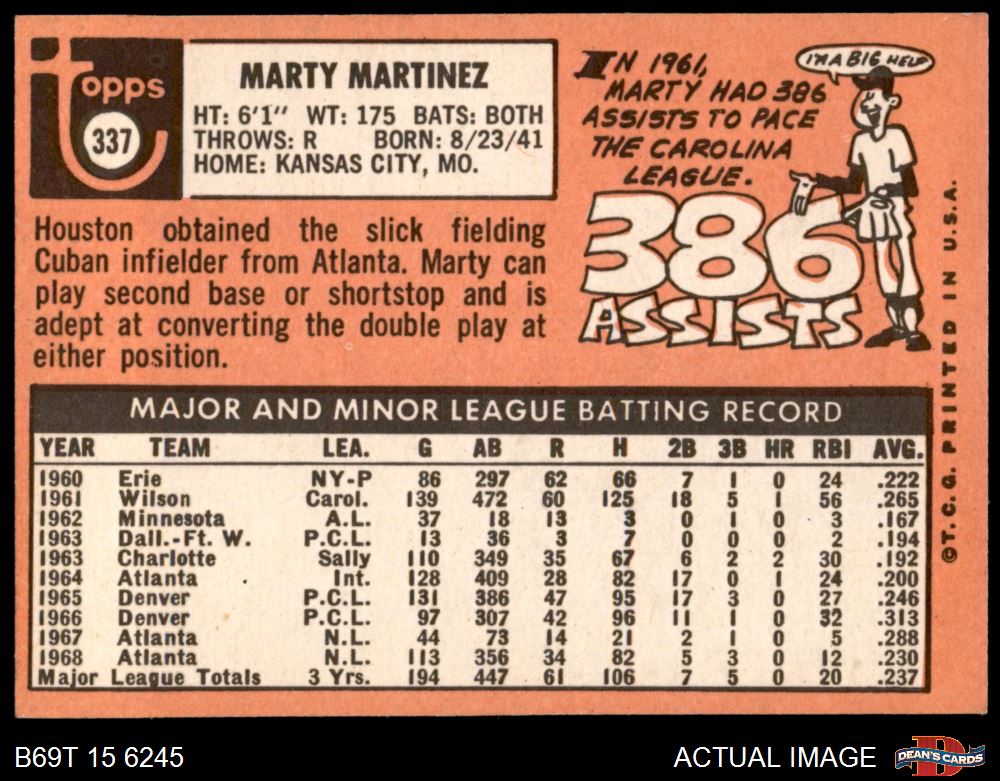 topps
337
MARTY MARTINEZ
HT: 6'1" WT: 175 BATS: BOTH
THROWS: R BORN: 8/23/41
HOME: KANSAS CITY, MO.
Houston obtained the slick fielding
Cuban infielder from Atlanta. Marty can
play second base or shortstop and is
adept at converting the double play at
either position.
IN 1961,
MARTY HAD 386
ASSISTS TO PACE
THE CAROLINA
LEAGUE.
I'M A BIG HELP
386
ASSISTS
MAJOR AND MINOR LEAGUE BATTING RECORD
YEAR TEAM LEA. G AB R H 2B 3B HR RBI AVG.
1960 Erie NY-P 86 297 62 66 7 1 0 24 .222
1961 Wilson Carol. 139 472 60 125 18 5 1 56 .265
1962 Minnesota A.L. 37 18 13 3 0 1 0 3 .167
1963 Dall.-Ft. W. P.C.L. 13 36 3 7 0 0 0 2 .194
1963 Charlotte Sally 110 349 35 67 6 2 2 30 .192
1964 Atlanta Int. 128 409 28 82 17 0 1 24 .200
1965 Denver P.C.L. 131 386 47 95 17 3 0 27 .246
1966 Denver P.C.L. 97 307 42 96 11 1 0 32 .313
1967 Atlanta N.L. 44 73 14 21 2 1 0 5 .288
1968 Atlanta N.L. 113 356 34 82 5 3 0 12 .230
Major League Totals 3 Yrs. 194 447 61 106 7 5 0 20 .237
©T.C.G. PRINTED IN U.S.A.
B69T 15 6245
ACTUAL IMAGE
D
DEAN'S CARDS